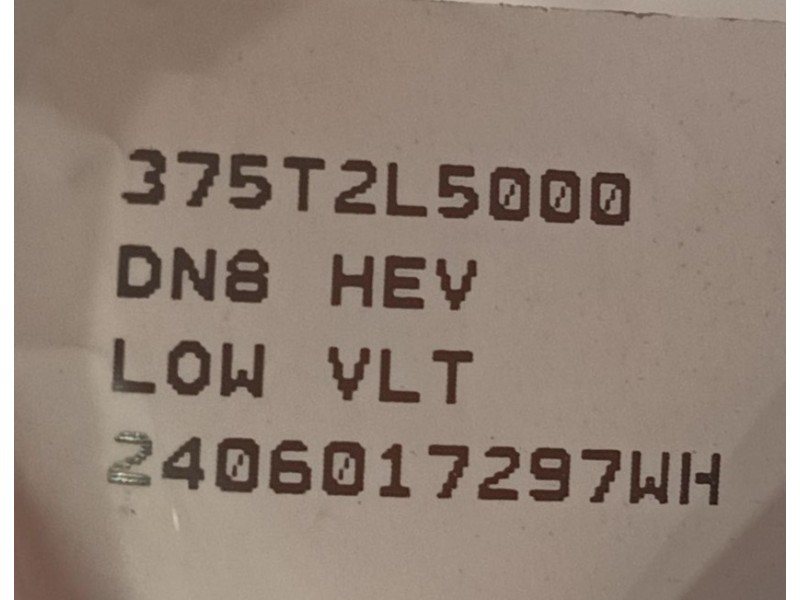 375T2L5000
DN8 HEV
LOW VLT
2406017297WH